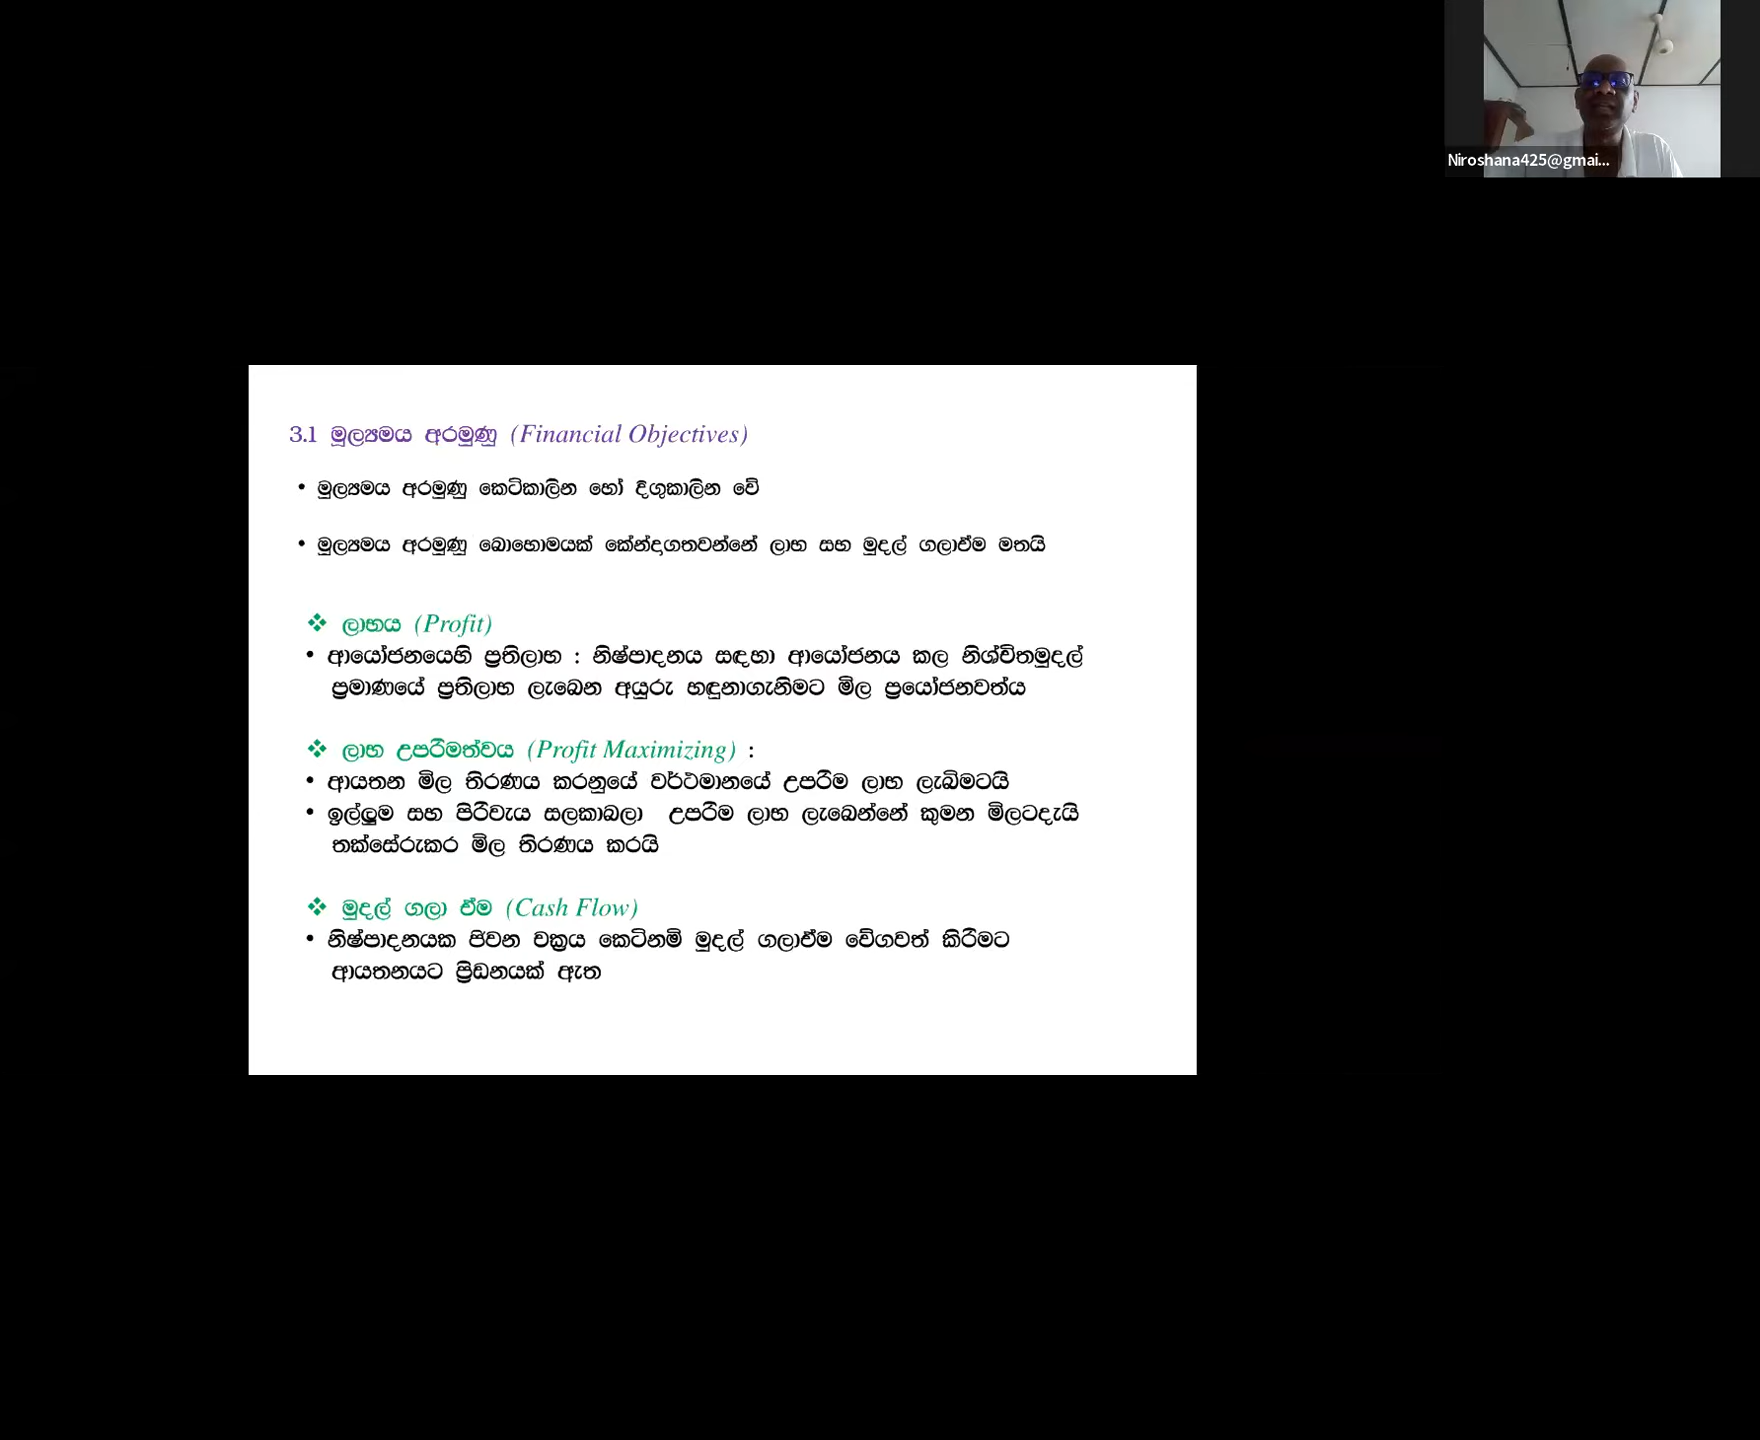 Niroshana425@gmai...
3.1 මූල්‍යමය අරමුණු (Financial Objectives)
• මූල්‍යමය අරමුණු කෙටිකාලින හෝ දිගුකාලින වේ
• මූල්‍යමය අරමුණු බොහොමයක් කේන්ද්‍රගතවන්නේ ලාභ සහ මුදල් ගලාඒම මතයි
❖ ලාභය (Profit)
• ආයෝජනයෙහි ප්‍රතිලාභ : නිෂ්පාදනය සඳහා ආයෝජනය කල නිශ්චිතමුදල්
ප්‍රමාණයේ ප්‍රතිලාභ ලැබෙන අයුරු හඳුනාගැනිමට මිල ප්‍රයෝජනවත්ය
❖ ලාභ උපරිමත්වය (Profit Maximizing) :
• ආයතන මිල තිරණය කරනුයේ වර්ථමානයේ උපරිම ලාභ ලැබිමටයි
• ඉල්ලුම සහ පිරිවැය සලකාබලා උපරිම ලාභ ලැබෙන්නේ කුමන මිලටදැයි
තක්සේරුකර මිල තිරණය කරයි
❖ මුදල් ගලා ඒම (Cash Flow)
• නිෂ්පාදනයක ජිවන චක්‍රය කෙටිනම් මුදල් ගලාඒම වේගවත් කිරිමට
ආයතනයට ප්‍රිඩනයක් ඇත